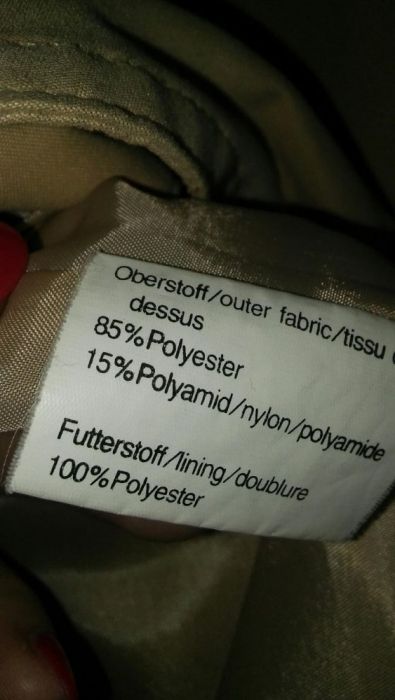 Oberstoff/outer fabric/tissu
dessus
85%Polyester
15%Polyamid/nylon/polyamide
Futterstoff/lining/doublure
100%Polyester